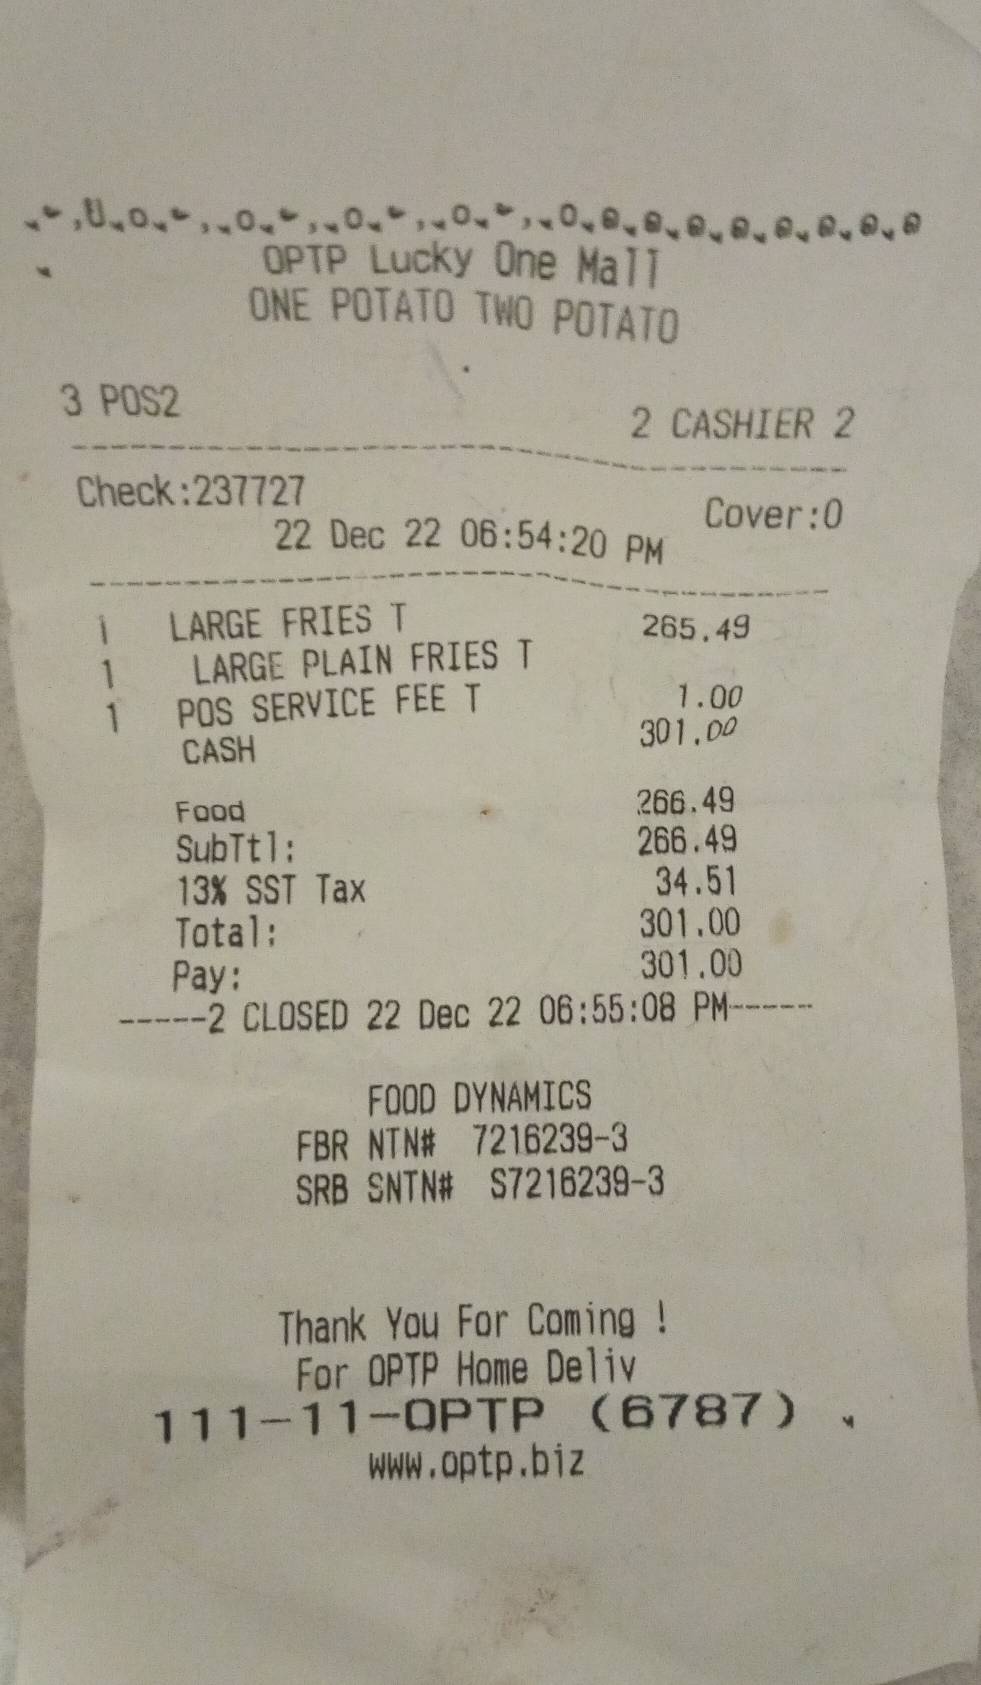 OPTP Lucky One Mall
ONE POTATO TWO POTATO
3 POS2 2 CASHIER 2
Check:237727 Cover:0
22 Dec 22 06:54:20 PM
1 LARGE FRIES T 265.49
1 LARGE PLAIN FRIES T
1 POS SERVICE FEE T 1.00
CASH 301.00
Food 266.49
SubTtl: 266.49
13% SST Tax 34.51
Total: 301.00
Pay: 301.00
-----2 CLOSED 22 Dec 22 06:55:08 PM-----
FOOD DYNAMICS
FBR NTN# 7216239-3
SRB SNTN# S7216239-3
Thank You For Coming !
For OPTP Home Deliv
111-11-OPTP (6787)
www.optp.biz